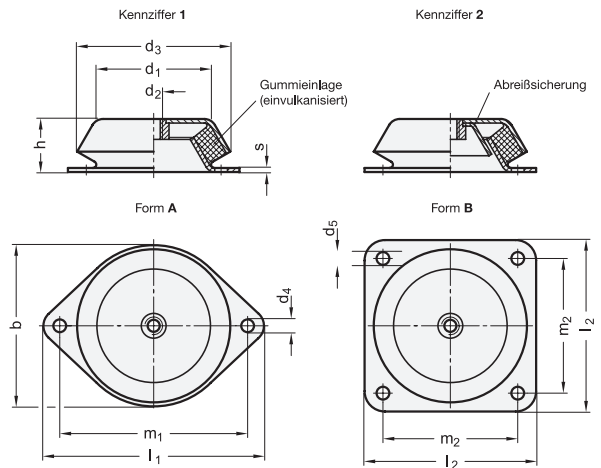 Kennziffer 1
Kennziffer 2
d3
d1
d2
Gummieinlage
(einvulkanisiert)
Abreißsicherung
h
s
Form A
Form B
d5
b
d4
m2
l2
m1
l1
m2
l2